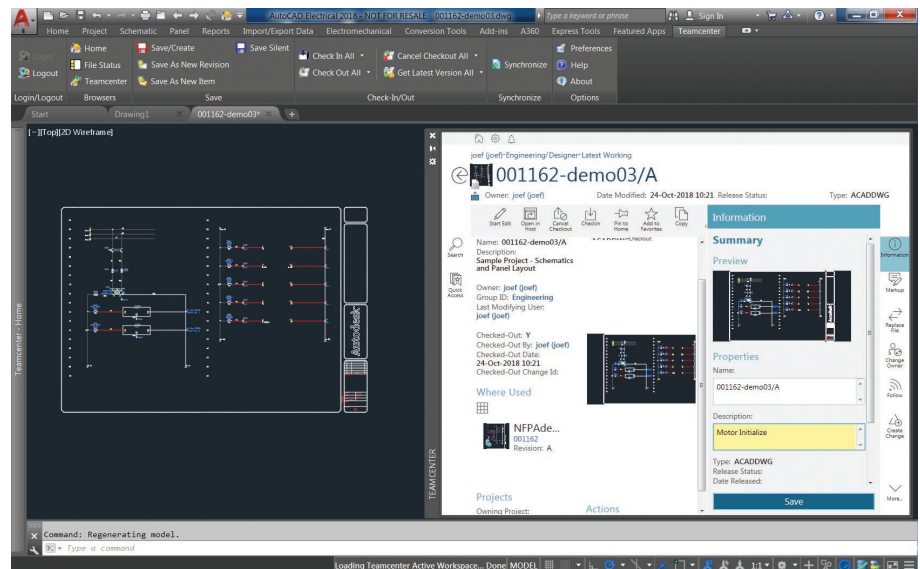 AutoCAD Electrical 2018 - NOT FOR RESALE 001162-demo03.dwg
Type a keyword or phrase
Sign In
Home Project Schematic Panel Reports Import/Export Data Electromechanical Conversion Tools Add-ins A360 Express Tools Featured Apps Teamcenter
Login
Logout
Home
File Status
Teamcenter
Save/Create
Save As New Revision
Save As New Item
Save Silent
Check In All
Check Out All
Cancel Checkout All
Get Latest Version All
Synchronize
Preferences
Help
About
Login/Logout Browsers Save Check-In/Out Synchronize Options
Start Drawing1 001162-demo03*
[-][Top][2D Wireframe]
Autodesk
Teamcenter - Home
TEAMCENTER
joef (joef)-Engineering/Designer-Latest Working
001162-demo03/A
Owner: joef (joef) Date Modified: 24-Oct-2018 10:21 Release Status: Type: ACADDWG
Start Edit
Open in Host
Cancel Checkout
Checkin
Pin to Home
Add to Favorites
Copy
Search
Quick Access
Name: 001162-demo03/A
Description:
Sample Project - Schematics
and Panel Layout
Owner: joef (joef)
Group ID: Engineering
Last Modifying User:
joef (joef)
Checked-Out: Y
Checked-Out By: joef (joef)
Checked-Out Date:
24-Oct-2018 10:21
Checked-Out Change Id:
Where Used
NFPAde...
001162
Revision: A
Projects
Owning Project:
Actions
Information
Summary
Preview
Properties
Name:
001162-demo03/A
Description:
Motor Initialize
Type: ACADDWG
Release Status:
Date Released:
Save
Information
Markup
Replace File
Change Owner
Follow
Create Change
More...
Command: Regenerating model.
Type a command
Loading Teamcenter Active Workspace... Done MODEL
1:1